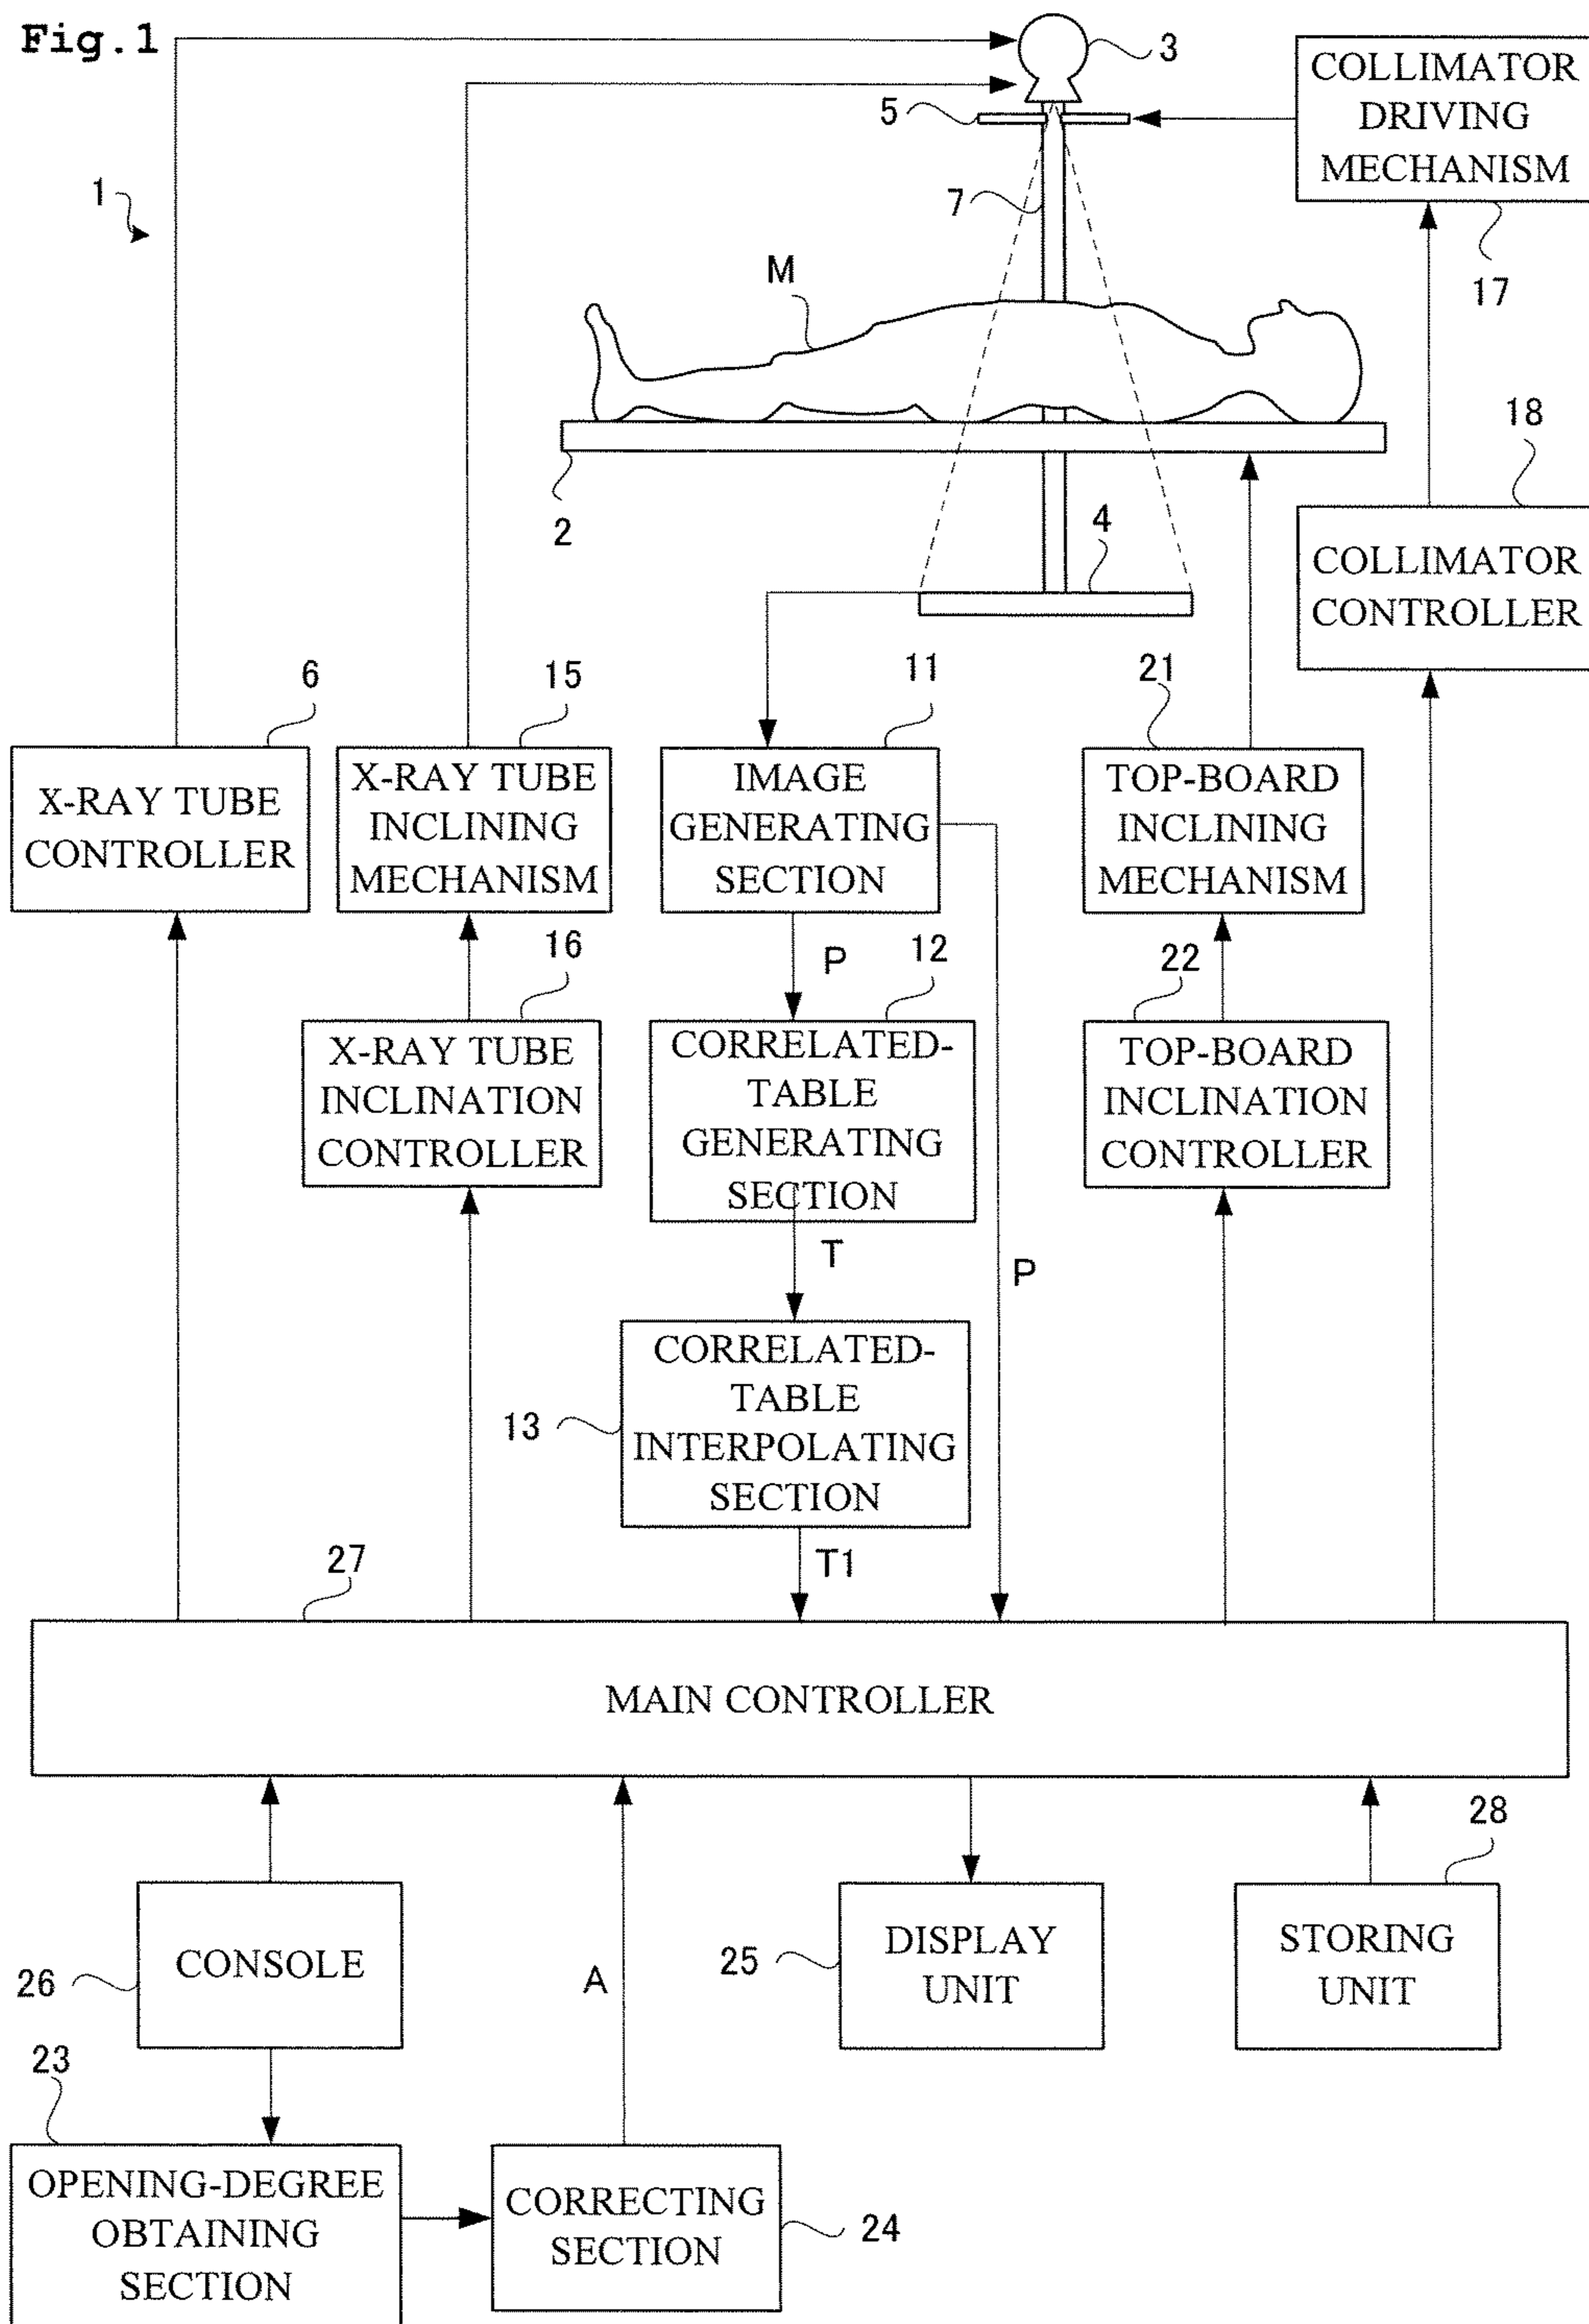 Fig.1
3
COLLIMATOR
DRIVING
MECHANISM
5
1
7
17
M
18
2
4
COLLIMATOR
CONTROLLER
6
15
11
21
X-RAY TUBE
CONTROLLER
X-RAY TUBE
INCLINING
MECHANISM
IMAGE
GENERATING
SECTION
TOP-BOARD
INCLINING
MECHANISM
16
P
12
22
X-RAY TUBE
INCLINATION
CONTROLLER
CORRELATED-
TABLE
GENERATING
SECTION
TOP-BOARD
INCLINATION
CONTROLLER
T
P
13
CORRELATED-
TABLE
INTERPOLATING
SECTION
27
T1
MAIN CONTROLLER
28
26
CONSOLE
A
25
DISPLAY
UNIT
STORING
UNIT
23
OPENING-DEGREE
OBTAINING
SECTION
CORRECTING
SECTION
24